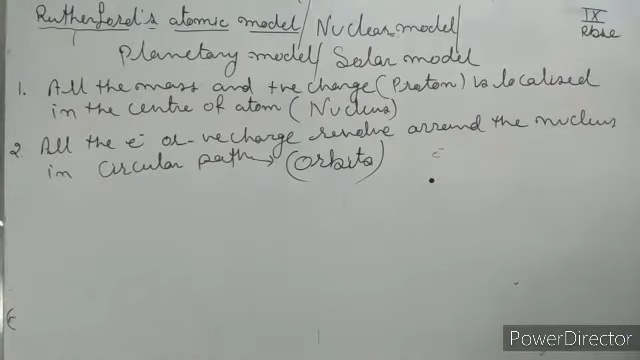 Rutherford's atomic model/ Nuclear model/
IX
Rbse
Planetary model/ Solar model
1. All the mass and +ve charge (Proton) is localised
in the centre of atom (Nucleus)
2. All the e- or -ve charge revolve arround the nucleus
in circular path → (Orbits)
e-
PowerDirector